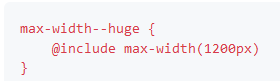 max-width--huge {
    @include max-width(1200px)
}